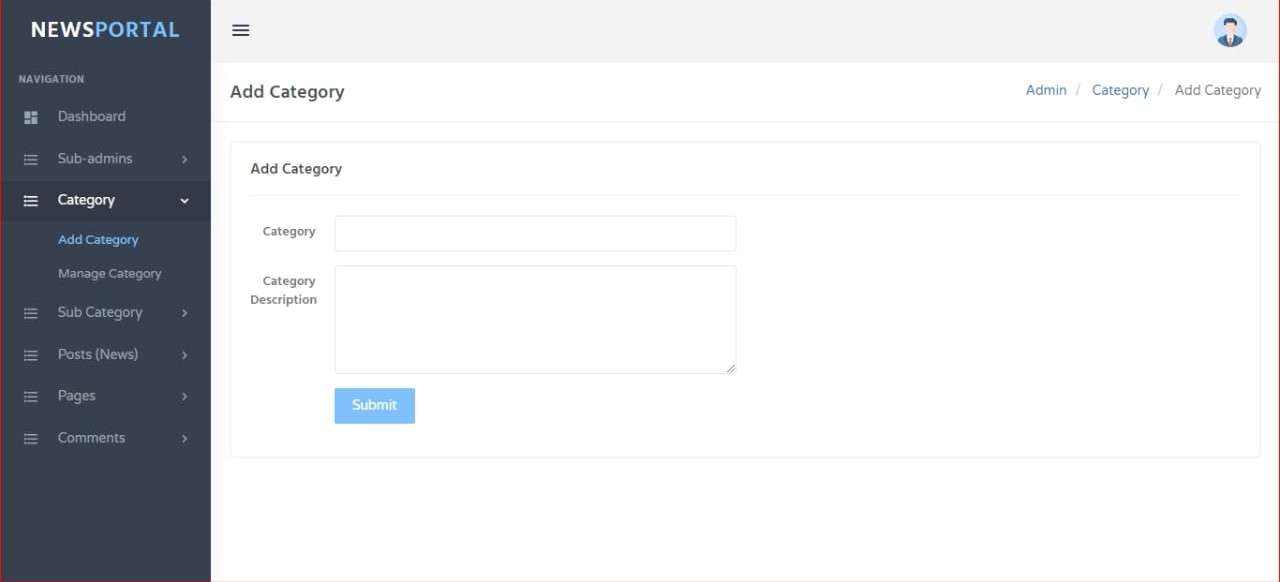 NEWSPORTAL
NAVIGATION
Dashboard
Sub-admins
Category
Add Category
Manage Category
Sub Category
Posts (News)
Pages
Comments
Add Category
Admin / Category / Add Category
Add Category
Category
Category
Description
Submit